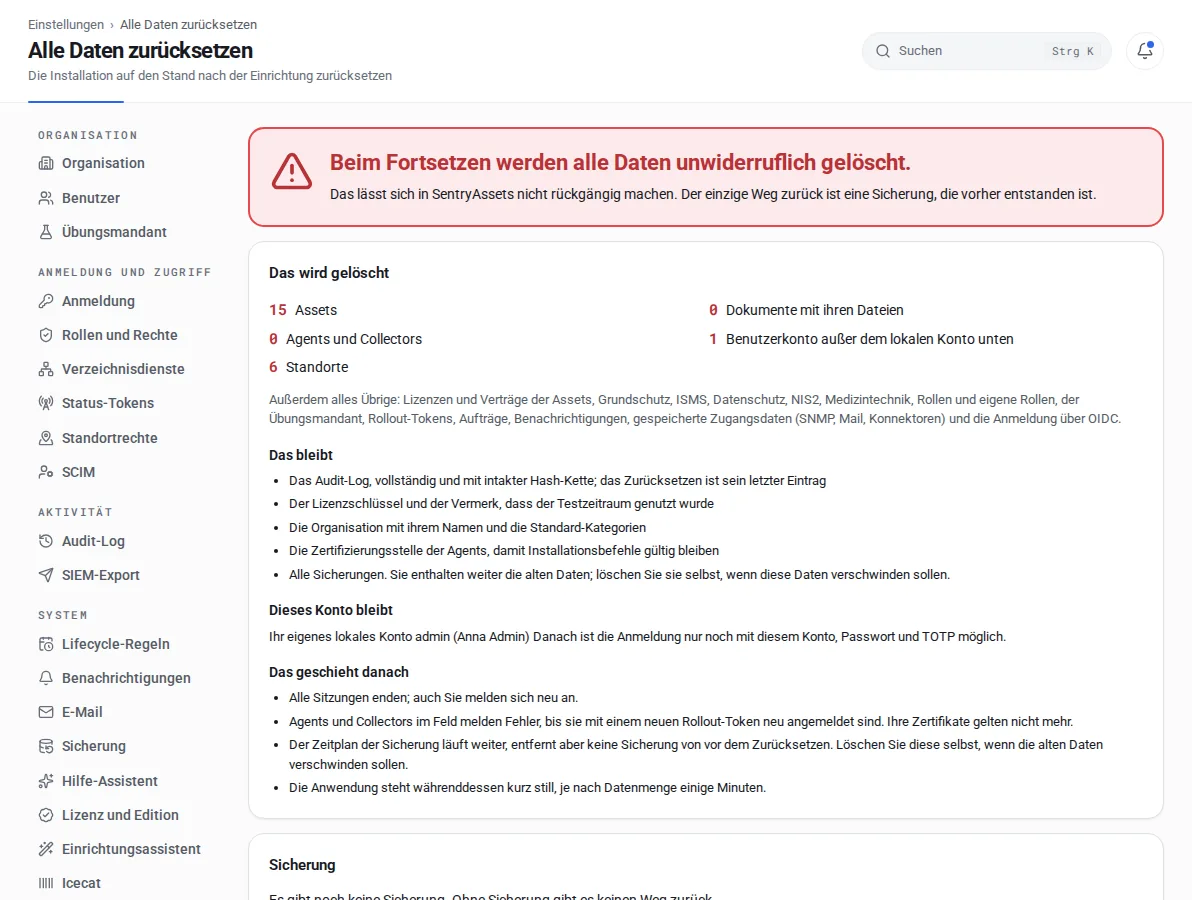 Einstellungen › Alle Daten zurücksetzen
Alle Daten zurücksetzen
Die Installation auf den Stand nach der Einrichtung zurücksetzen
Suchen
Strg K
ORGANISATION
Organisation
Benutzer
Übungsmandant
ANMELDUNG UND ZUGRIFF
Anmeldung
Rollen und Rechte
Verzeichnisdienste
Status-Tokens
Standortrechte
SCIM
AKTIVITÄT
Audit-Log
SIEM-Export
SYSTEM
Lifecycle-Regeln
Benachrichtigungen
E-Mail
Sicherung
Hilfe-Assistent
Lizenz und Edition
Einrichtungsassistent
Icecat
Beim Fortsetzen werden alle Daten unwiderruflich gelöscht.
Das lässt sich in SentryAssets nicht rückgängig machen. Der einzige Weg zurück ist eine Sicherung, die vorher entstanden ist.
Das wird gelöscht
15 Assets
0 Dokumente mit ihren Dateien
0 Agents und Collectors
1 Benutzerkonto außer dem lokalen Konto unten
6 Standorte
Außerdem alles Übrige: Lizenzen und Verträge der Assets, Grundschutz, ISMS, Datenschutz, NIS2, Medizintechnik, Rollen und eigene Rollen, der
Übungsmandant, Rollout-Tokens, Aufträge, Benachrichtigungen, gespeicherte Zugangsdaten (SNMP, Mail, Konnektoren) und die Anmeldung über OIDC.
Das bleibt
• Das Audit-Log, vollständig und mit intakter Hash-Kette; das Zurücksetzen ist sein letzter Eintrag
• Der Lizenzschlüssel und der Vermerk, dass der Testzeitraum genutzt wurde
• Die Organisation mit ihrem Namen und die Standard-Kategorien
• Die Zertifizierungsstelle der Agents, damit Installationsbefehle gültig bleiben
• Alle Sicherungen. Sie enthalten weiter die alten Daten; löschen Sie sie selbst, wenn diese Daten verschwinden sollen.
Dieses Konto bleibt
Ihr eigenes lokales Konto admin (Anna Admin) Danach ist die Anmeldung nur noch mit diesem Konto, Passwort und TOTP möglich.
Das geschieht danach
• Alle Sitzungen enden; auch Sie melden sich neu an.
• Agents und Collectors im Feld melden Fehler, bis sie mit einem neuen Rollout-Token neu angemeldet sind. Ihre Zertifikate gelten nicht mehr.
• Der Zeitplan der Sicherung läuft weiter, entfernt aber keine Sicherung von vor dem Zurücksetzen. Löschen Sie diese selbst, wenn die alten Daten
verschwinden sollen.
• Die Anwendung steht währenddessen kurz still, je nach Datenmenge einige Minuten.
Sicherung
Es gibt noch keine Sicherung. Ohne Sicherung gibt es keinen Weg zurück.